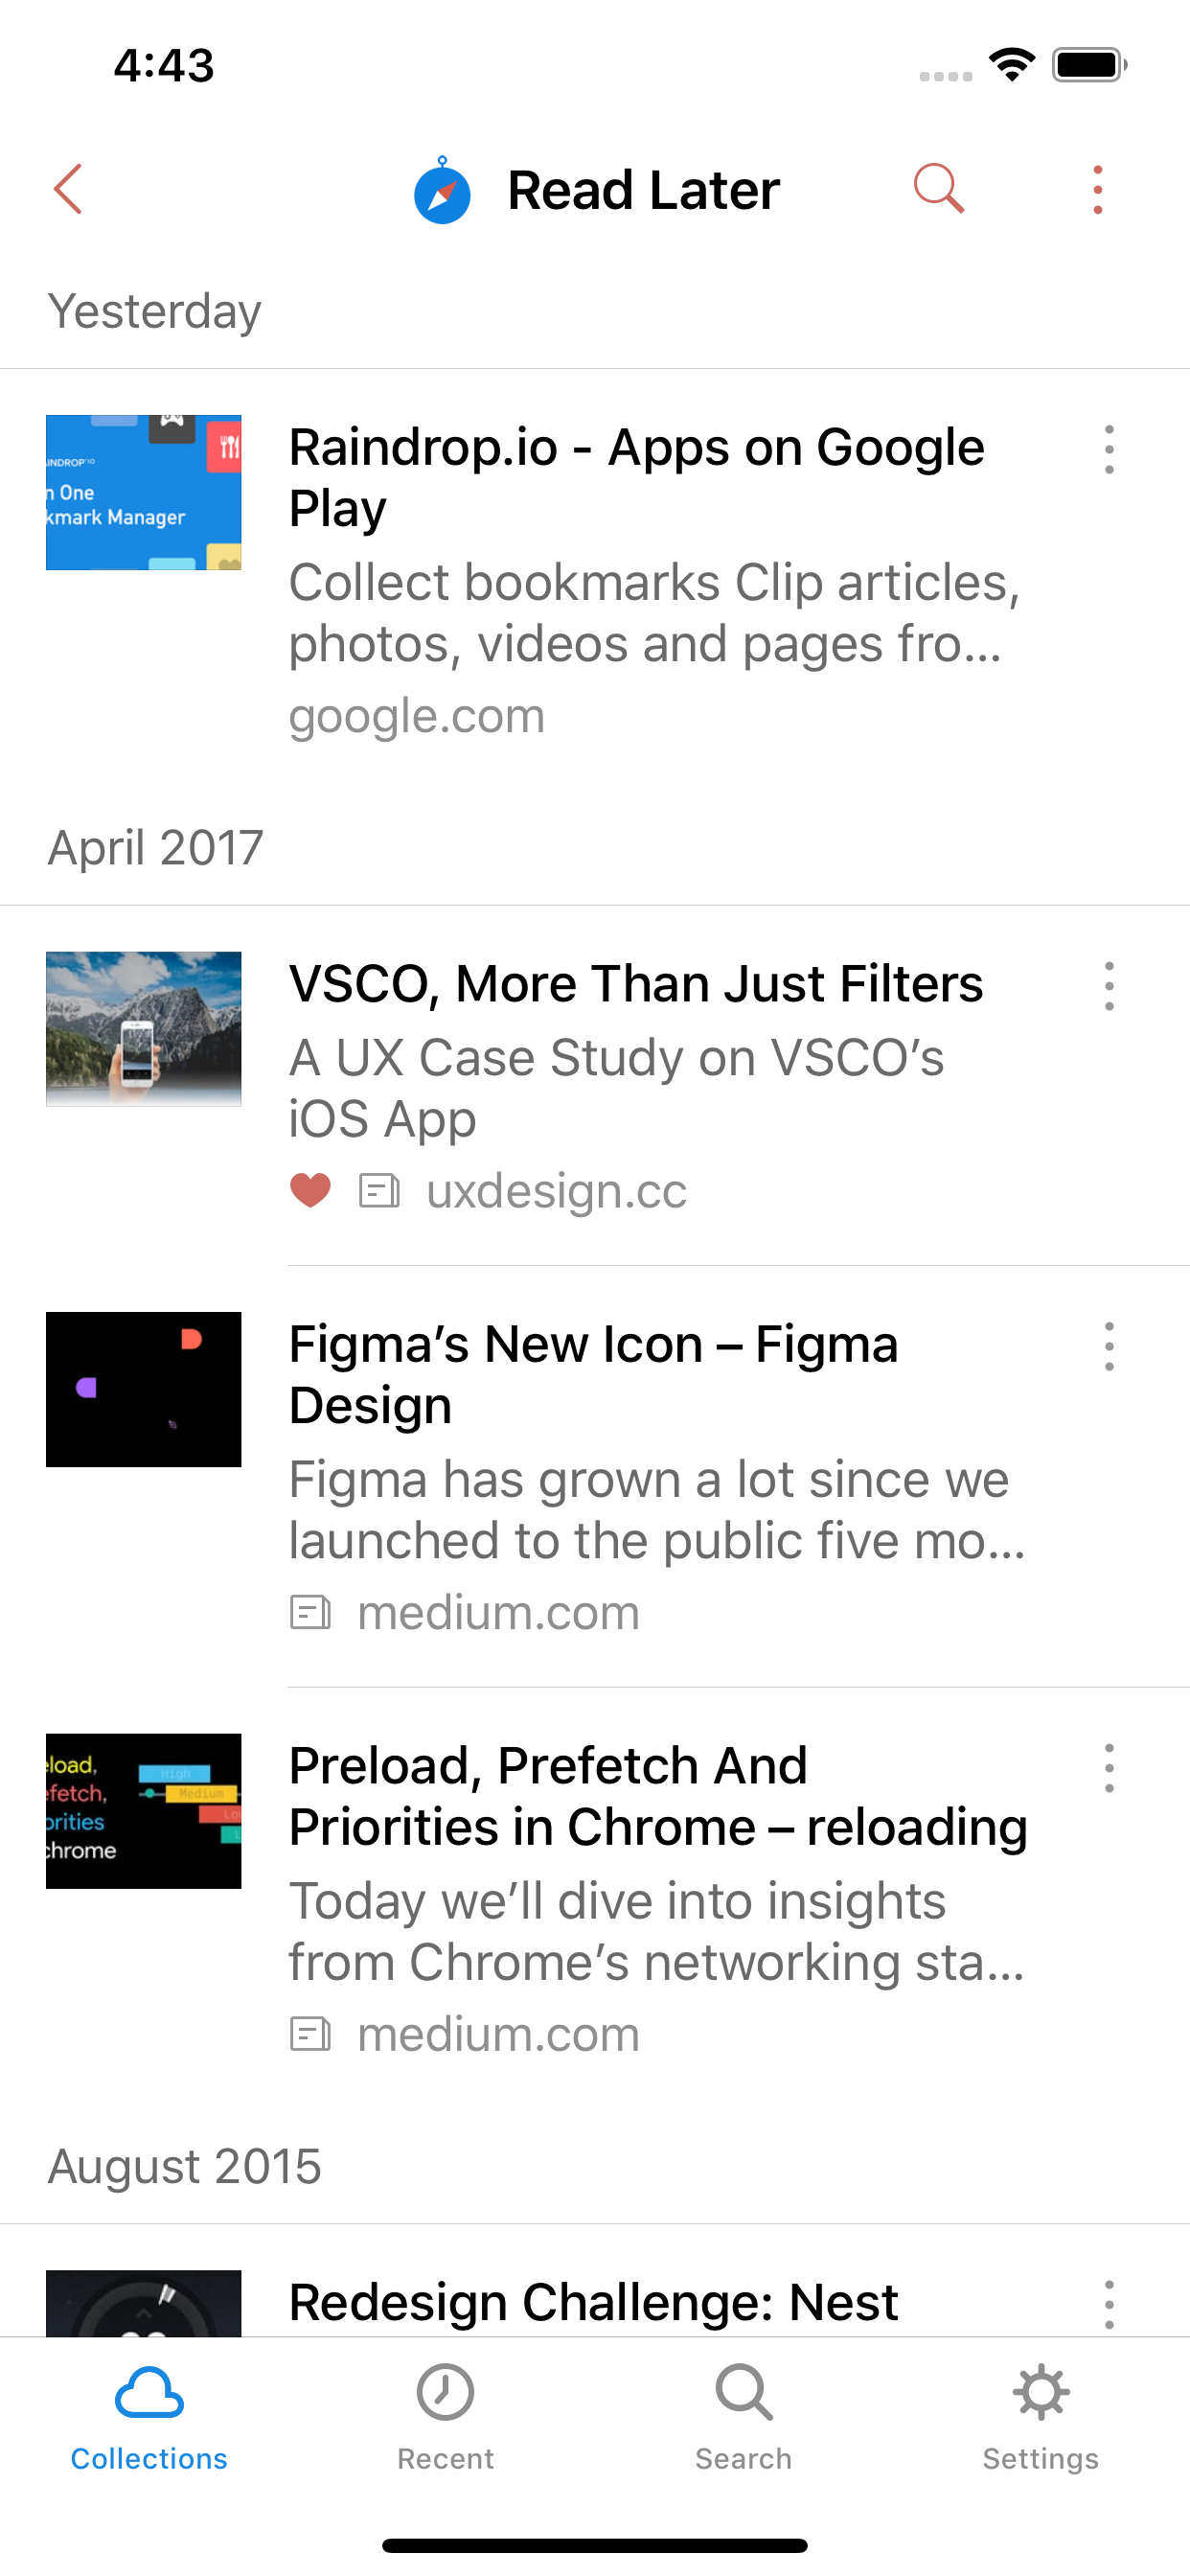 4:43
Read Later
Yesterday
Raindrop.io - Apps on Google
Play
Collect bookmarks Clip articles,
photos, videos and pages fro...
google.com
AINDROP.IO
n One
kmark Manager
April 2017
VSCO, More Than Just Filters
A UX Case Study on VSCO’s
iOS App
uxdesign.cc
Figma’s New Icon – Figma
Design
Figma has grown a lot since we
launched to the public five mo...
medium.com
Preload, Prefetch And
Priorities in Chrome – reloading
Today we’ll dive into insights
from Chrome’s networking sta...
medium.com
eload,
efetch,
orities
chrome
High
Medium
Lo
L
August 2015
Redesign Challenge: Nest
Collections
Recent
Search
Settings